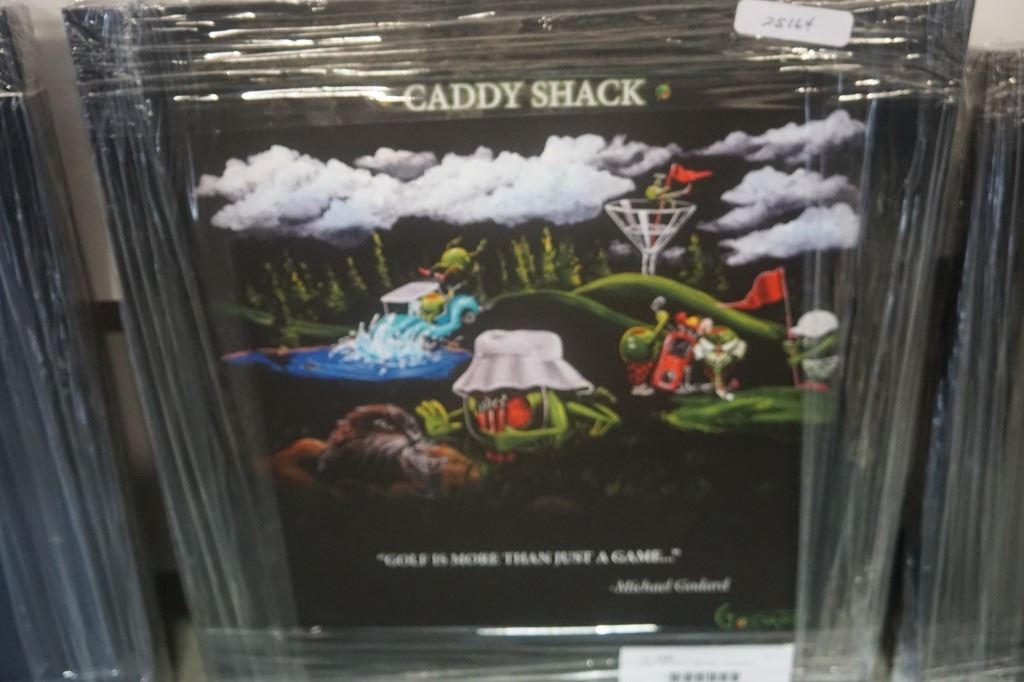 25164
CADDY SHACK
"GOLF IS MORE THAN JUST A GAME..."
-Michael Godard